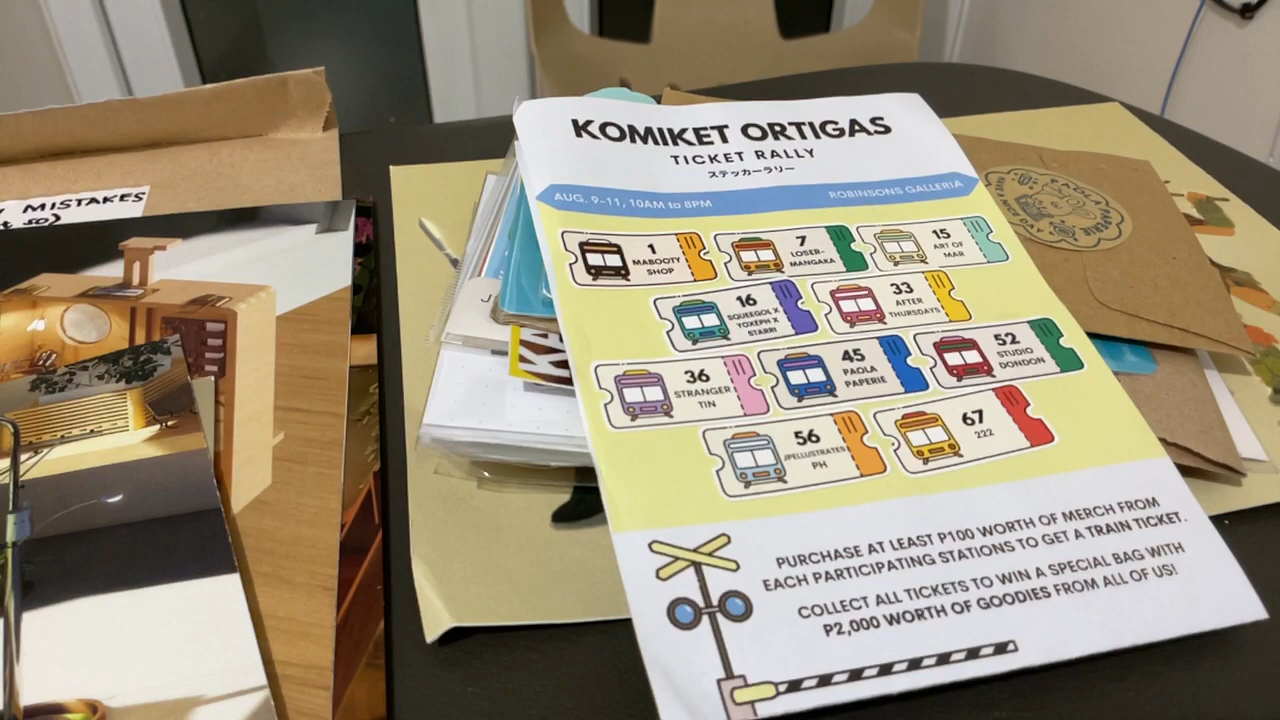 MISTAKES
KOMIKET ORTIGAS
TICKET RALLY
ステッカーラリー
AUG. 9-11, 10AM to 8PM
ROBINSONS GALLERIA
1
MABOOTY
SHOP
7
LOSER-
MANGAKA
15
ART OF
MAR
16
SQUEEGOL X
YOXEPH X
STARRI
33
AFTER
THURSDAYS
36
STRANGER
TIN
45
PAOLA
PAPERIE
52
STUDIO
DONDON
56
JPELLUSTRATES
PH
67
222
PURCHASE AT LEAST P100 WORTH OF MERCH FROM
EACH PARTICIPATING STATIONS TO GET A TRAIN TICKET.
COLLECT ALL TICKETS TO WIN A SPECIAL BAG WITH
P2,000 WORTH OF GOODIES FROM ALL OF US!
PAOLA PAPERIE